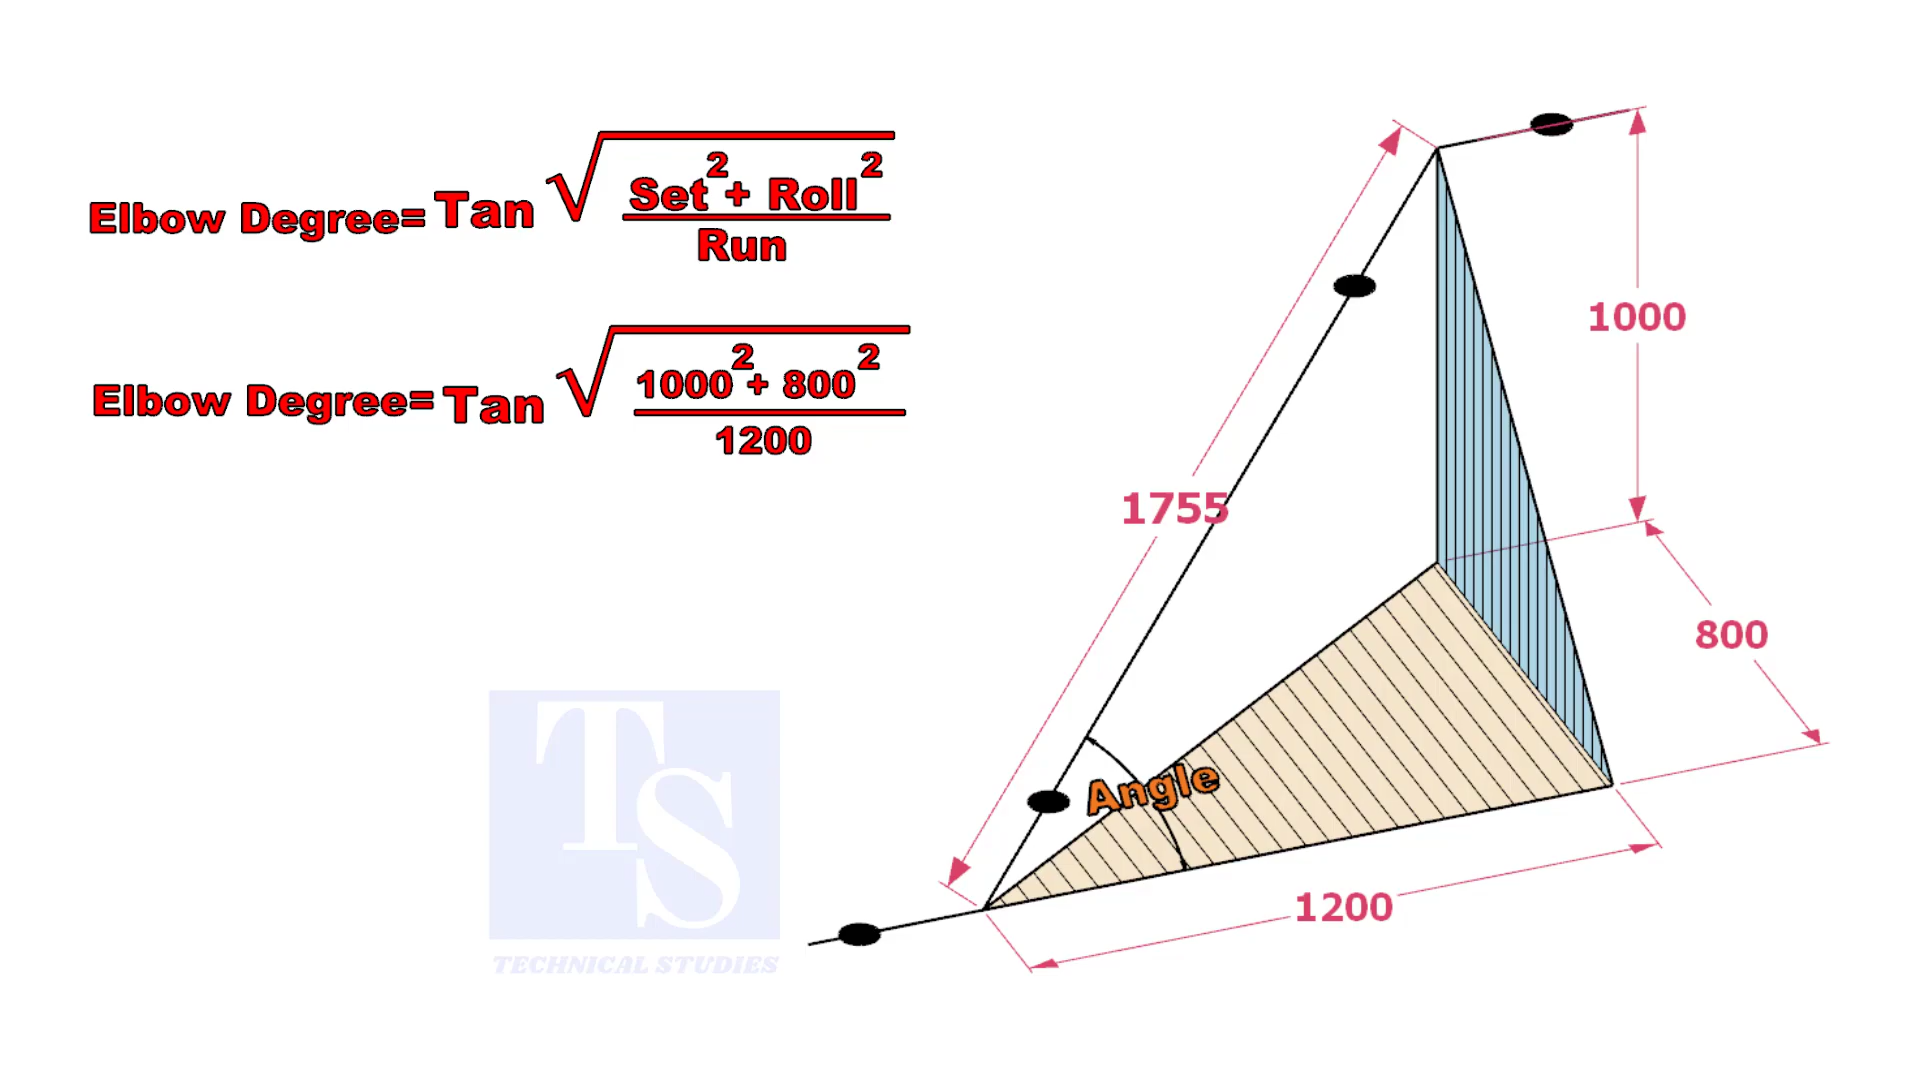 Elbow Degree= Tan √ Set² + Roll²
Run
Elbow Degree= Tan √ 1000² + 800²
1200
1000
1755
800
Angle
1200
TS
TECHNICAL STUDIES